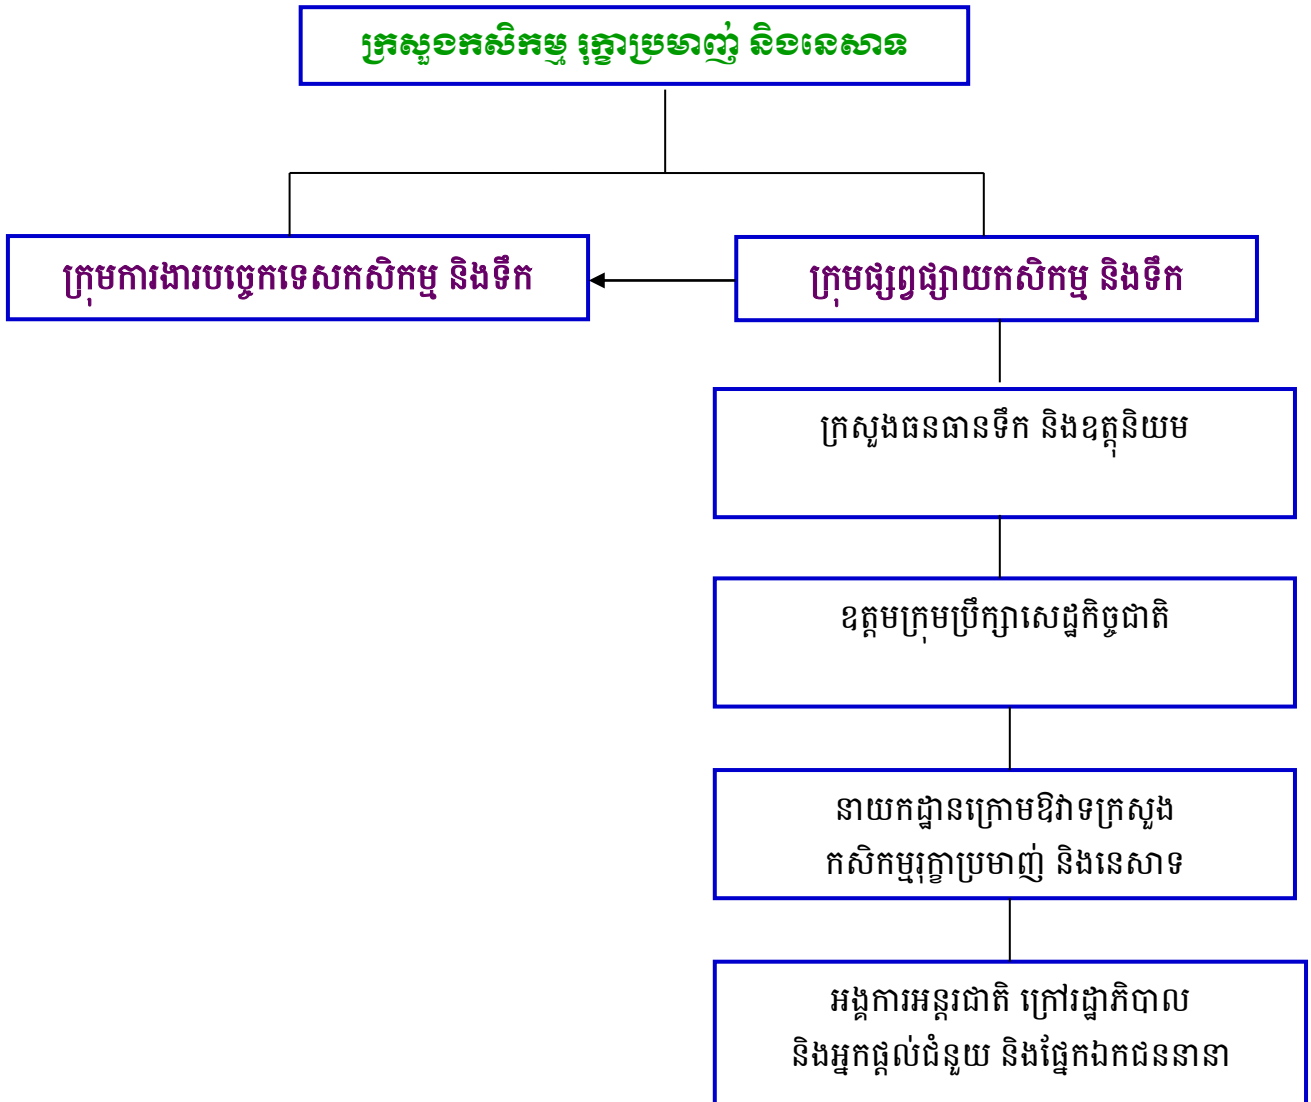 ក្រសួងកសិកម្ម រុក្ខាប្រមាញ់ និងនេសាទ
ក្រុមការងារបច្ចេកទេសកសិកម្ម និងទឹក
ក្រុមផ្សព្វផ្សាយកសិកម្ម និងទឹក
ក្រសួងធនធានទឹក និងឧត្តុនិយម
ឧត្តមក្រុមប្រឹក្សាសេដ្ឋកិច្ចជាតិ
នាយកដ្ឋានក្រោមឱវាទក្រសួង
កសិកម្មរុក្ខាប្រមាញ់ និងនេសាទ
អង្គការអន្តរជាតិ ក្រៅរដ្ឋាភិបាល
និងអ្នកផ្តល់ជំនួយ និងផ្នែកឯកជននានា